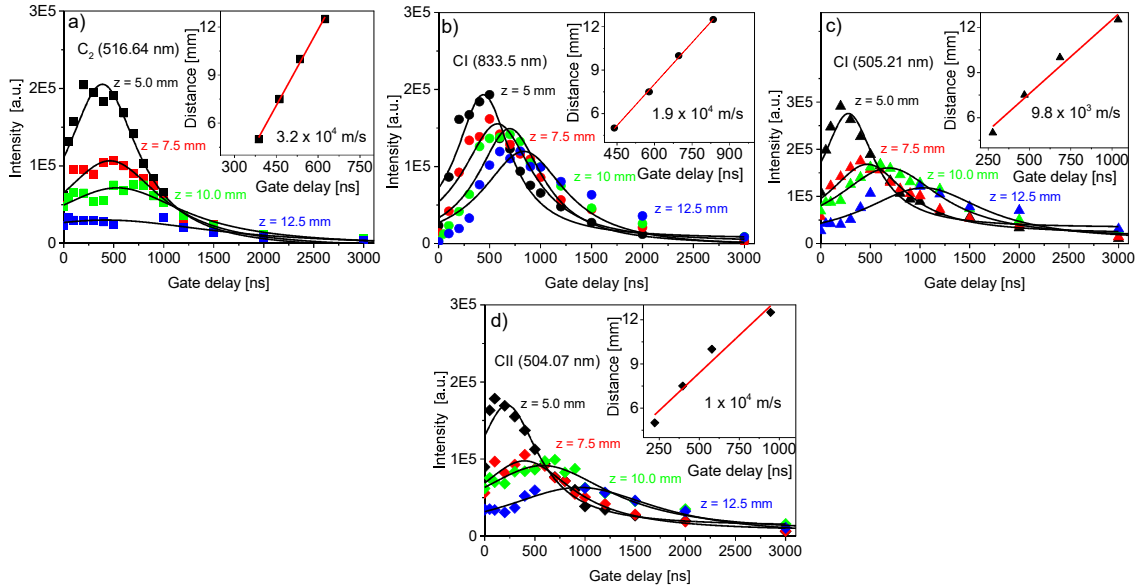 a)
C₂ (516.64 nm)
z = 5.0 mm
z = 7.5 mm
z = 10.0 mm
z = 12.5 mm
Intensity [a.u.]
3E5
2E5
1E5
0
0 500 1000 1500 2000 2500 3000
Gate delay [ns]
Distance [mm]
12
9
6
3.2 x 10⁴ m/s
300 450 600 750
Gate delay [ns]
b)
CI (833.5 nm)
z = 5 mm
z = 7.5 mm
z = 10 mm
z = 12.5 mm
Intensity [a.u.]
3E5
2E5
1E5
0
0 500 1000 1500 2000 2500 3000
Gate delay [ns]
Distance [mm]
12
9
6
1.9 x 10⁴ m/s
450 600 750 900
Gate delay [ns]
c)
CI (505.21 nm)
z = 5.0 mm
z = 7.5 mm
z = 10.0 mm
z = 12.5 mm
Intensity [a.u.]
4E5
3E5
2E5
1E5
0
0 500 1000 1500 2000 2500 3000
Gate delay [ns]
Distance [mm]
12
9
6
9.8 x 10³ m/s
250 500 750 1000
Gate delay [ns]
d)
CII (504.07 nm)
z = 5.0 mm
z = 7.5 mm
z = 10.0 mm
z = 12.5 mm
Intensity [a.u.]
3E5
2E5
1E5
0
0 500 1000 1500 2000 2500 3000
Gate delay [ns]
Distance [mm]
12
9
6
1 x 10⁴ m/s
250 500 750 1000
Gate delay [ns]